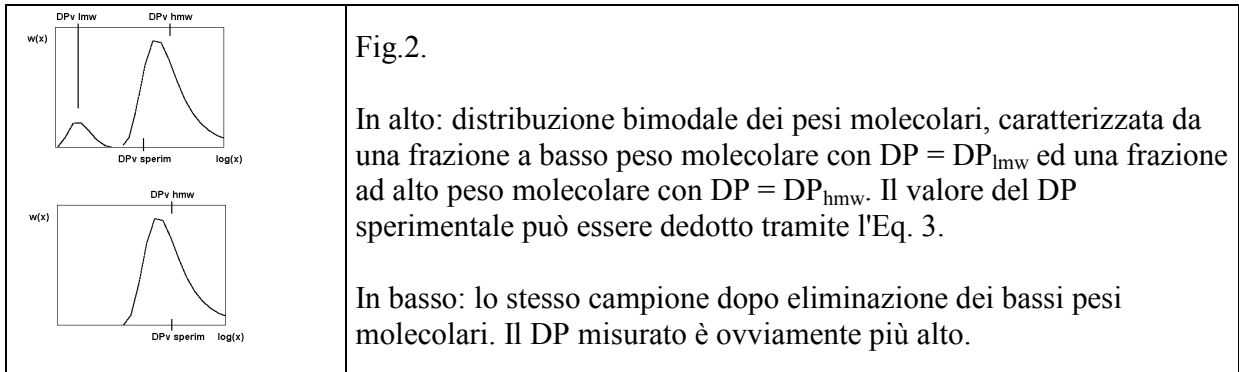 DPv lmw DPv hmw
w(x)
DPv sperim log(x)
DPv hmw
w(x)
DPv sperim log(x)
Fig.2.
In alto: distribuzione bimodale dei pesi molecolari, caratterizzata da
una frazione a basso peso molecolare con DP = DPlmw ed una frazione
ad alto peso molecolare con DP = DPhmw. Il valore del DP
sperimentale può essere dedotto tramite l'Eq. 3.
In basso: lo stesso campione dopo eliminazione dei bassi pesi
molecolari. Il DP misurato è ovviamente più alto.